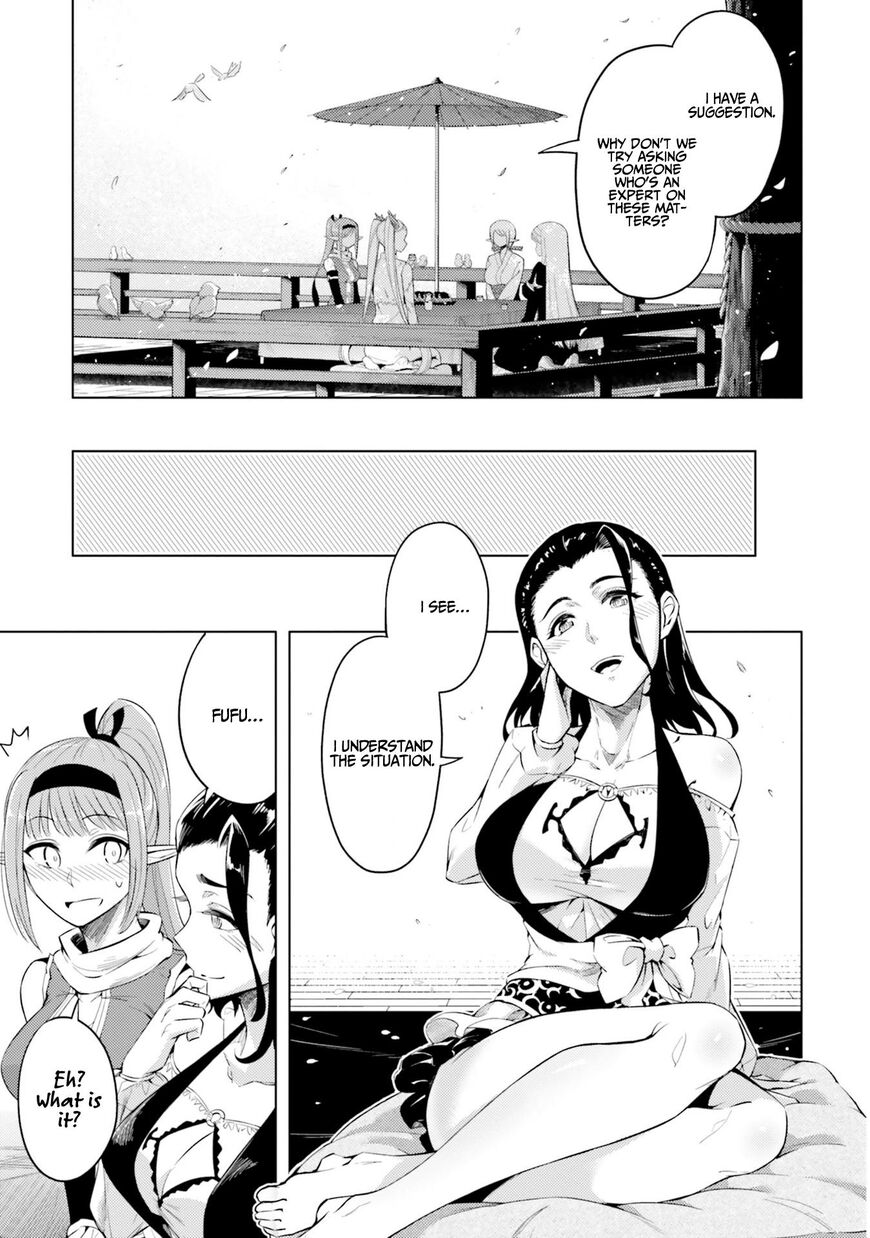 I HAVE A
SUGGESTION.
WHY DON'T WE
TRY ASKING
SOMEONE
WHO'S AN
EXPERT ON
THESE MAT-
TERS?
I SEE...
I UNDERSTAND
THE SITUATION.
FUFU...
Eh?
What is
it?